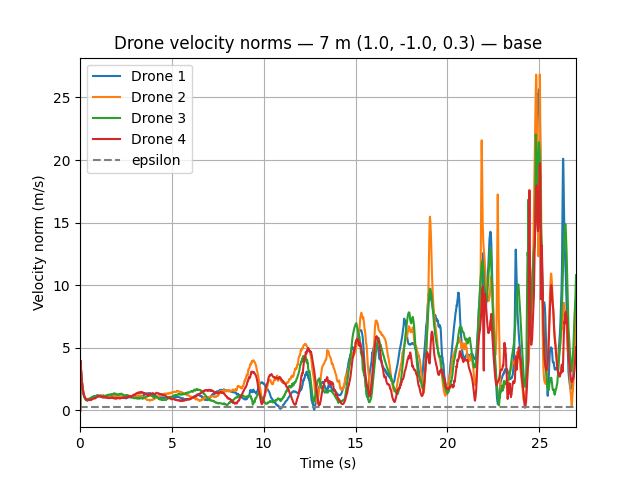 Drone velocity norms — 7 m (1.0, -1.0, 0.3) — base
Drone 1
Drone 2
Drone 3
Drone 4
epsilon
Velocity norm (m/s)
25
20
15
10
5
0
0 5 10 15 20 25
Time (s)